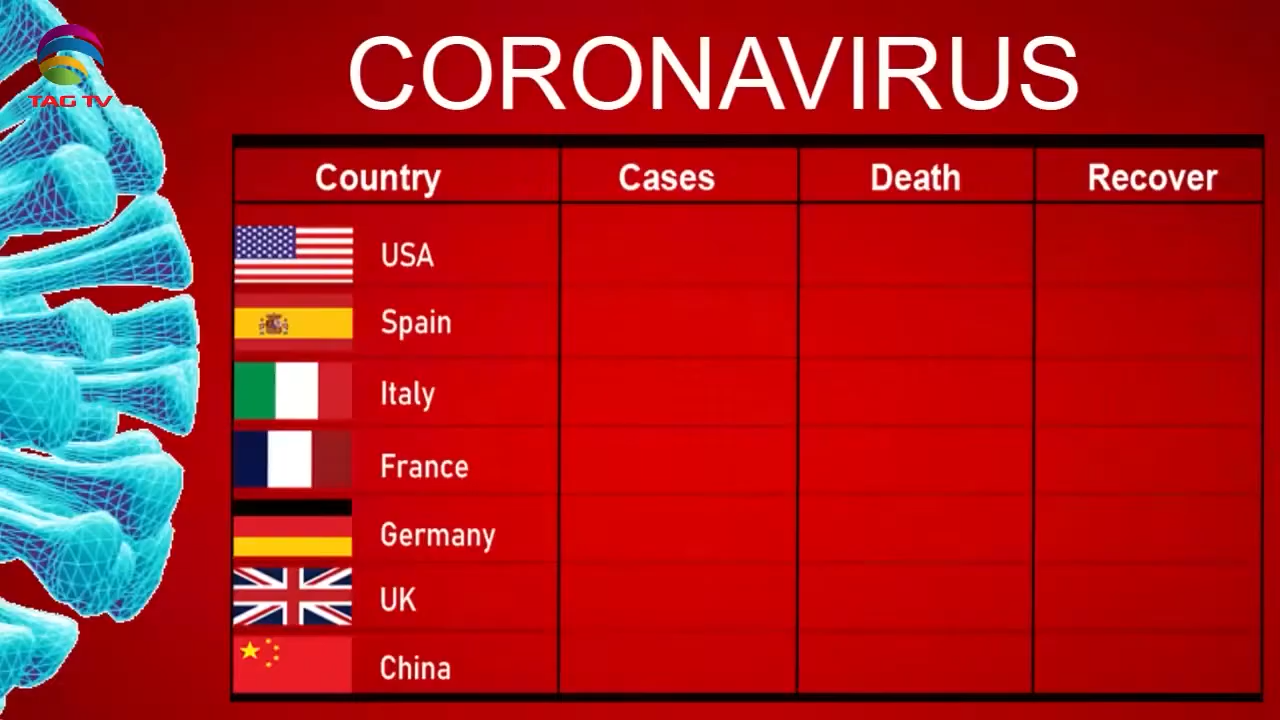 TAG TV
CORONAVIRUS
Country Cases Death Recover
USA
Spain
Italy
France
Germany
UK
China